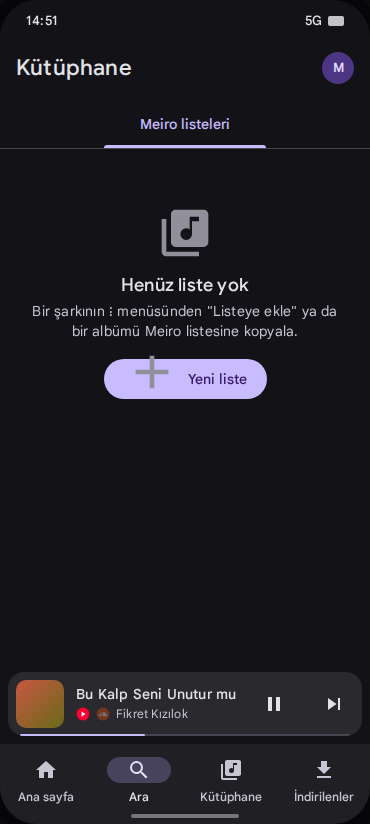 14:51
5G
Kütüphane
M
Meiro listeleri
Henüz liste yok
Bir şarkının ⋮ menüsünden "Listeye ekle" ya da
bir albümü Meiro listesine kopyala.
Yeni liste
Bu Kalp Seni Unutur mu
Fikret Kızılok
Ana sayfa
Ara
Kütüphane
İndirilenler